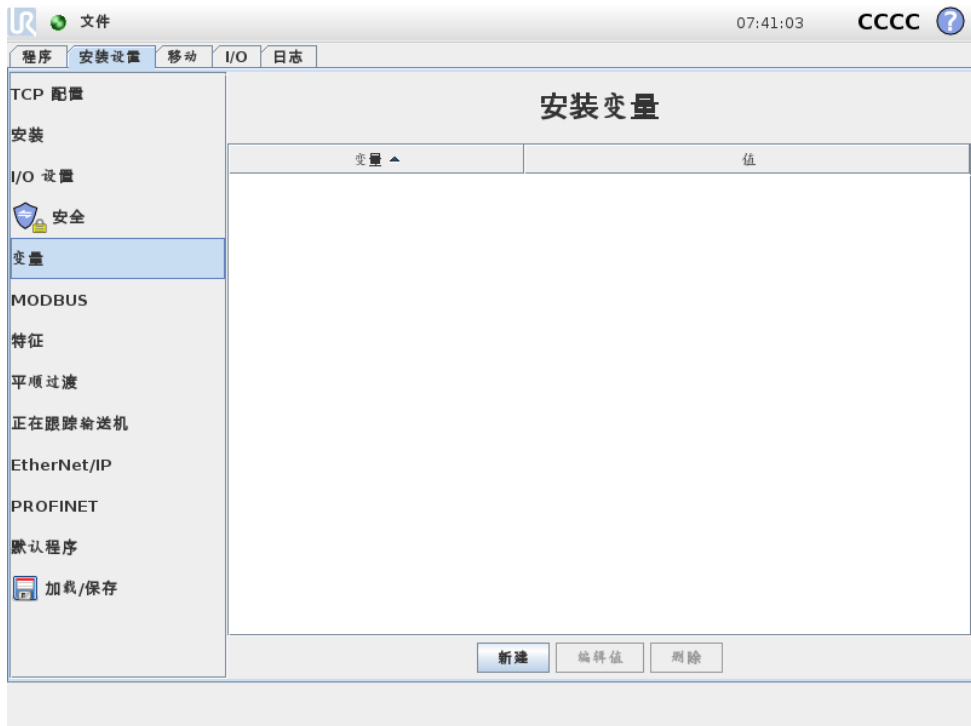 UR 文件 07:41:03 CCCC ?
程序 安装设置 移动 I/O 日志
TCP 配置
安装
I/O 设置
安全
变量
MODBUS
特征
平顺过渡
正在跟踪输送机
EtherNet/IP
PROFINET
默认程序
加载/保存
安装变量
变量 值
新建 编辑值 删除